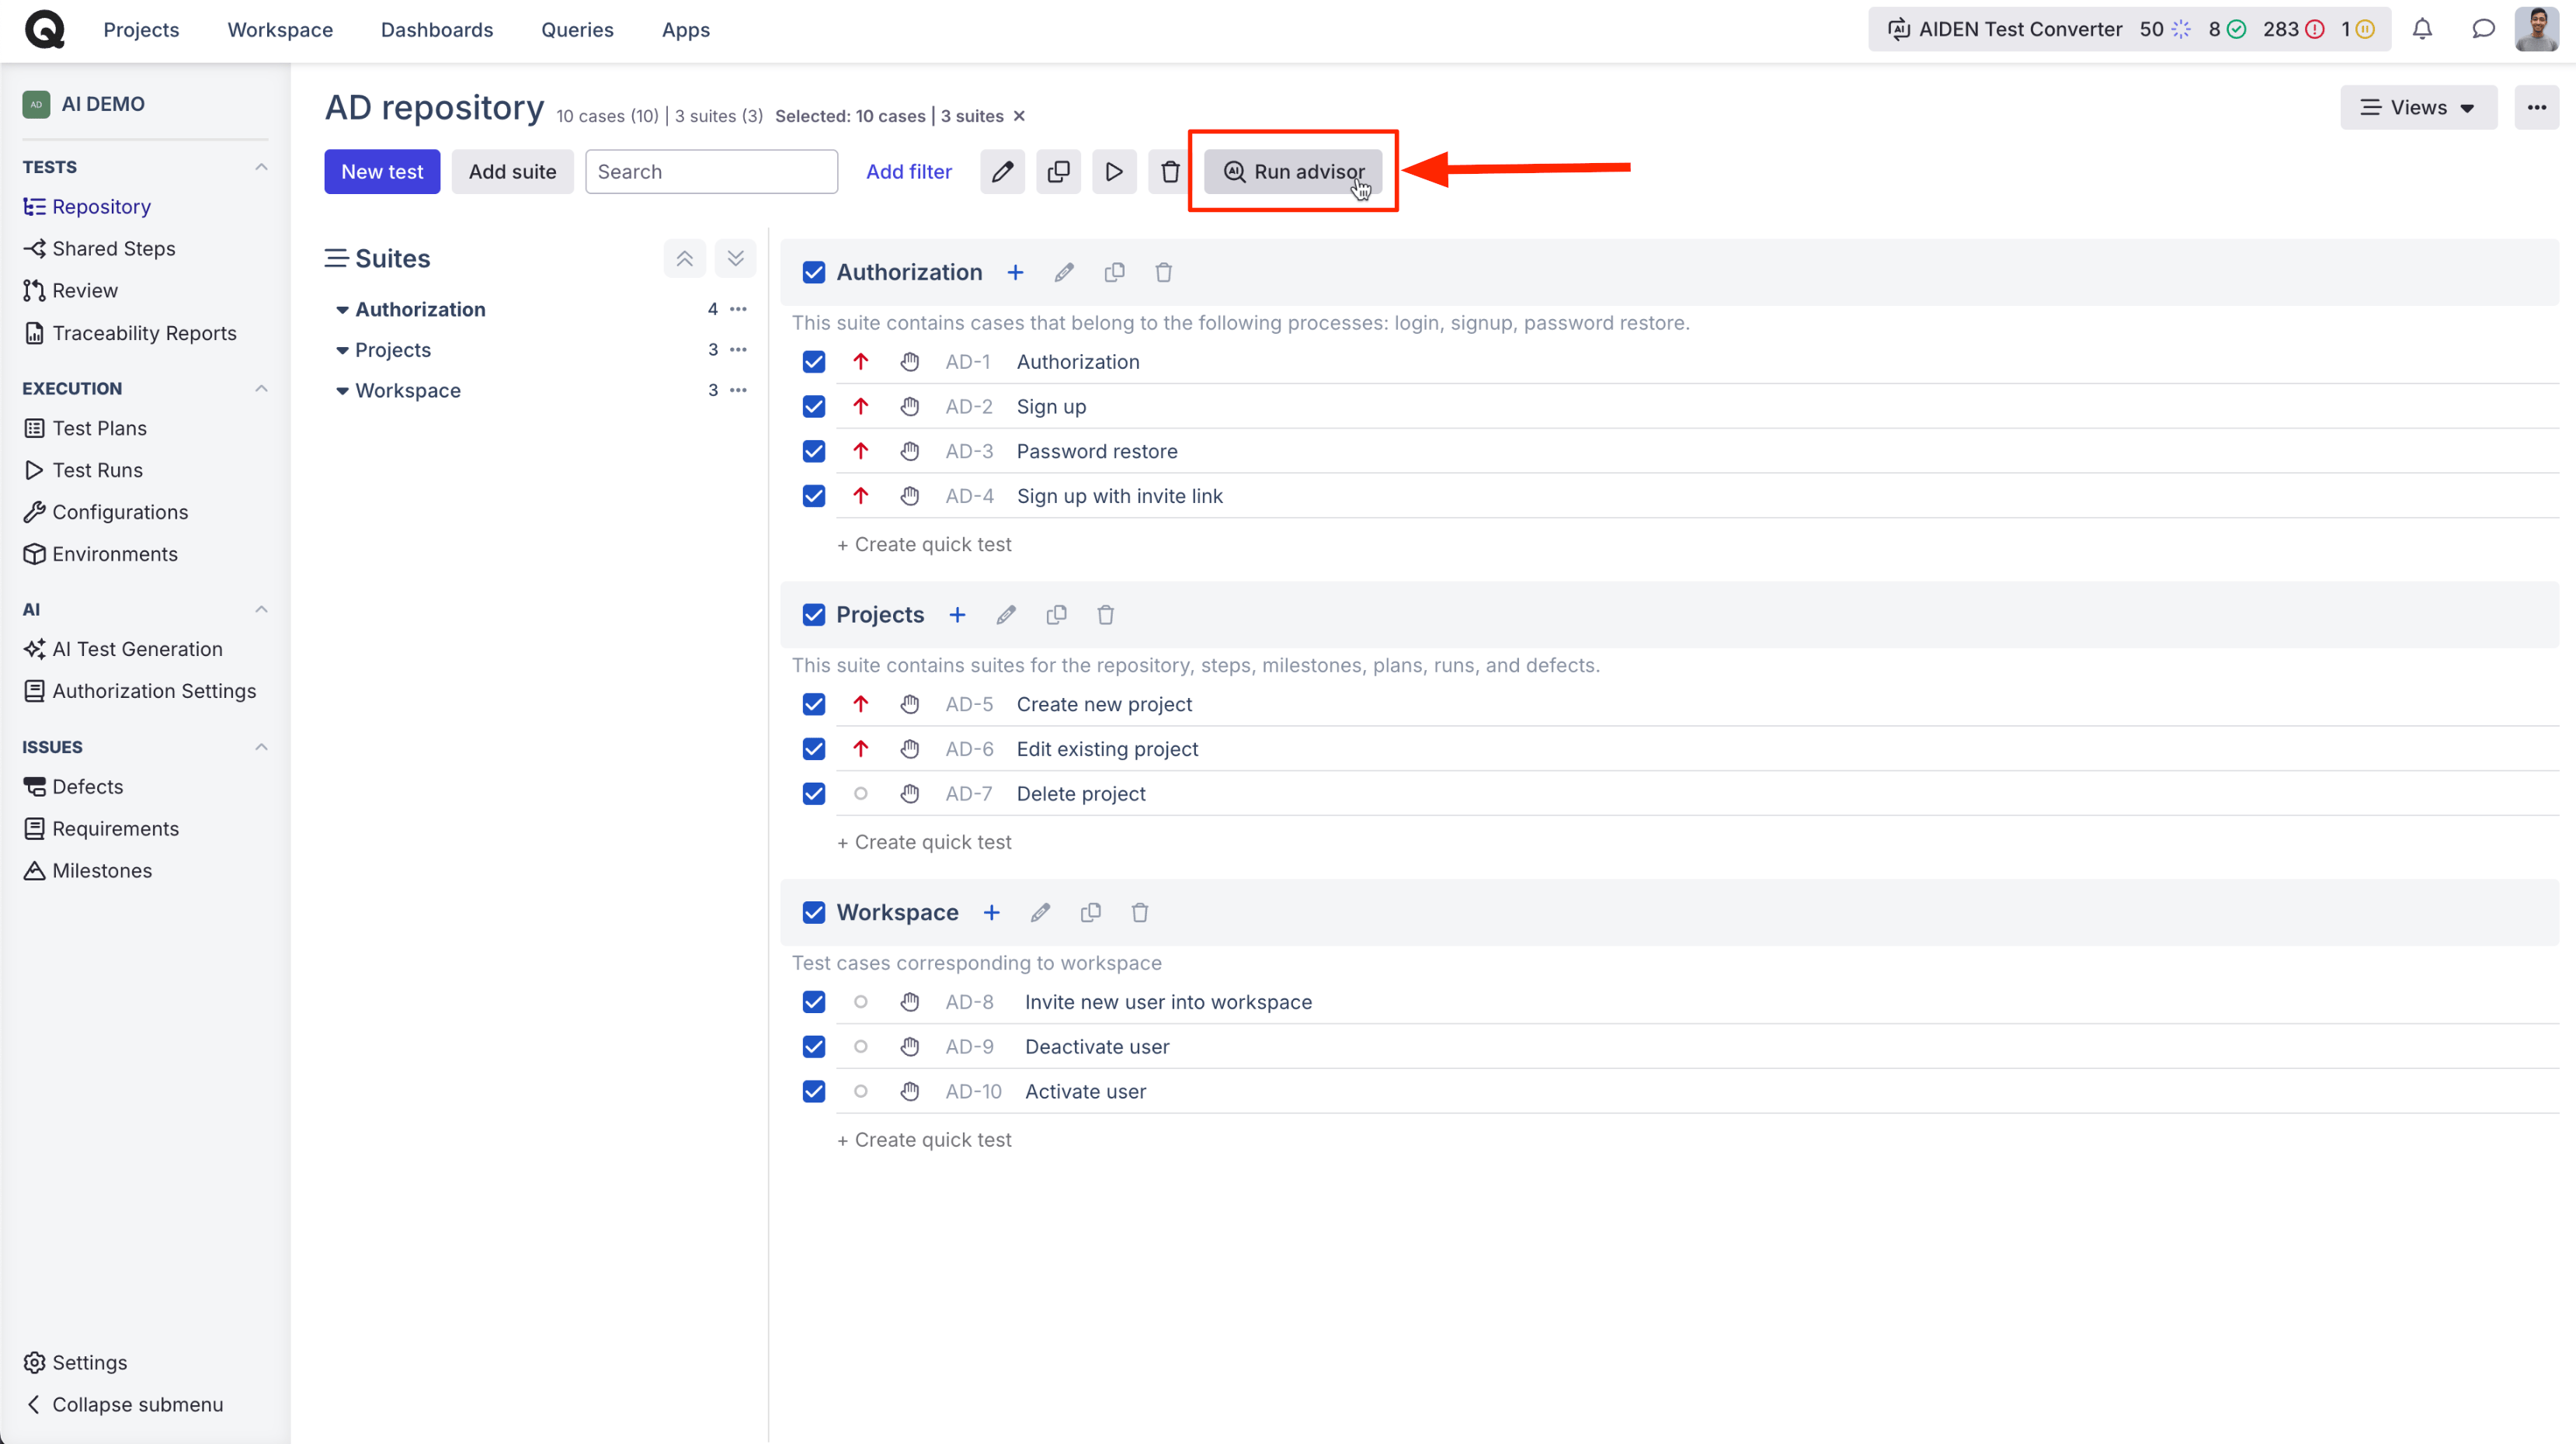 Projects Workspace Dashboards Queries Apps AIDEN Test Converter 50 8 283 1
AD AI DEMO
TESTS
Repository
Shared Steps
Review
Traceability Reports
EXECUTION
Test Plans
Test Runs
Configurations
Environments
AI
AI Test Generation
Authorization Settings
ISSUES
Defects
Requirements
Milestones
Settings
Collapse submenu
AD repository 10 cases (10) | 3 suites (3) Selected: 10 cases | 3 suites
Views
New test Add suite Search Add filter AI Run advisor
Suites
Authorization 4
Projects 3
Workspace 3
Authorization
This suite contains cases that belong to the following processes: login, signup, password restore.
AD-1 Authorization
AD-2 Sign up
AD-3 Password restore
AD-4 Sign up with invite link
+ Create quick test
Projects
This suite contains suites for the repository, steps, milestones, plans, runs, and defects.
AD-5 Create new project
AD-6 Edit existing project
AD-7 Delete project
+ Create quick test
Workspace
Test cases corresponding to workspace
AD-8 Invite new user into workspace
AD-9 Deactivate user
AD-10 Activate user
+ Create quick test